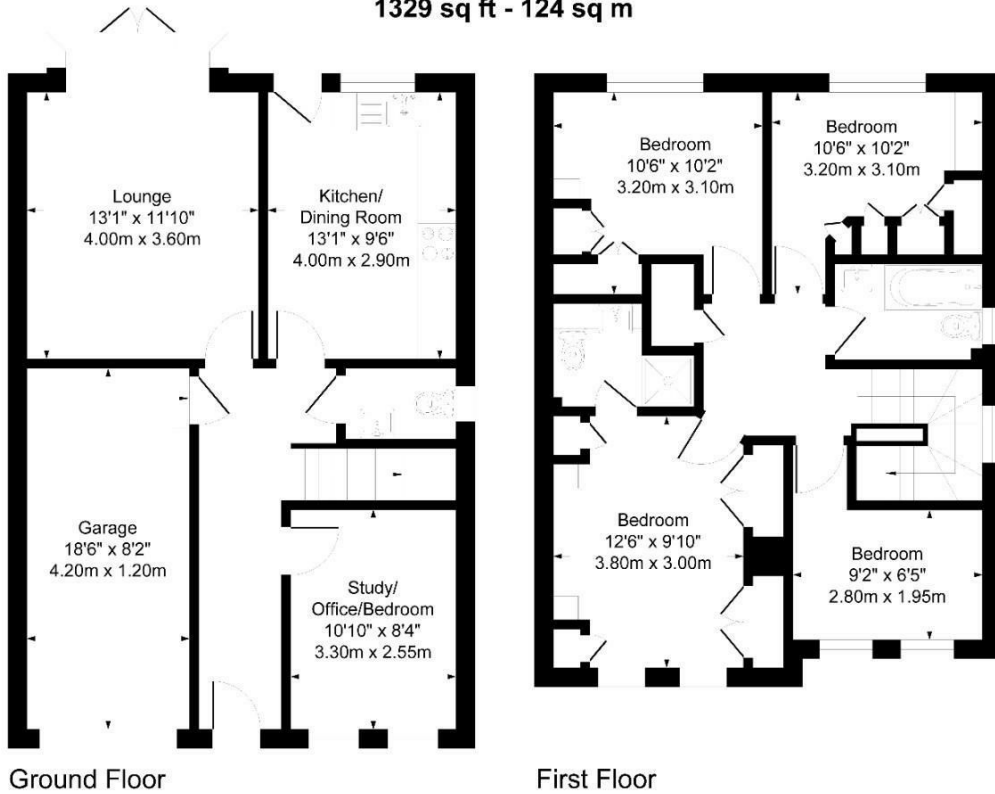 1329 sq ft - 124 sq m
Lounge
13'1" x 11'10"
4.00m x 3.60m
Kitchen/
Dining Room
13'1" x 9'6"
4.00m x 2.90m
Garage
18'6" x 8'2"
4.20m x 1.20m
Study/
Office/Bedroom
10'10" x 8'4"
3.30m x 2.55m
Ground Floor
Bedroom
10'6" x 10'2"
3.20m x 3.10m
Bedroom
10'6" x 10'2"
3.20m x 3.10m
Bedroom
12'6" x 9'10"
3.80m x 3.00m
Bedroom
9'2" x 6'5"
2.80m x 1.95m
First Floor